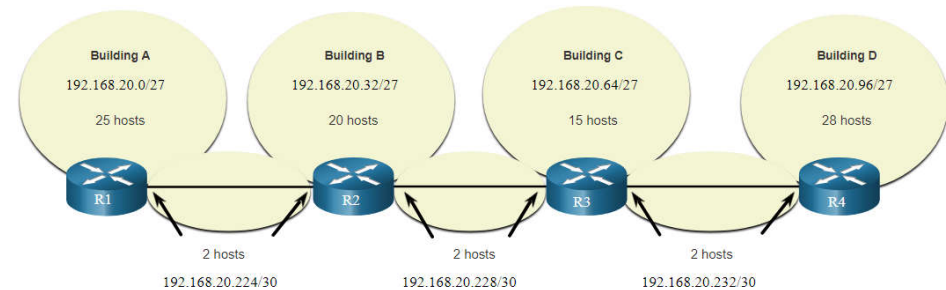 Building A
192.168.20.0/27
25 hosts
Building B
192.168.20.32/27
20 hosts
Building C
192.168.20.64/27
15 hosts
Building D
192.168.20.96/27
28 hosts
R1
R2
R3
R4
2 hosts
192.168.20.224/30
2 hosts
192.168.20.228/30
2 hosts
192.168.20.232/30